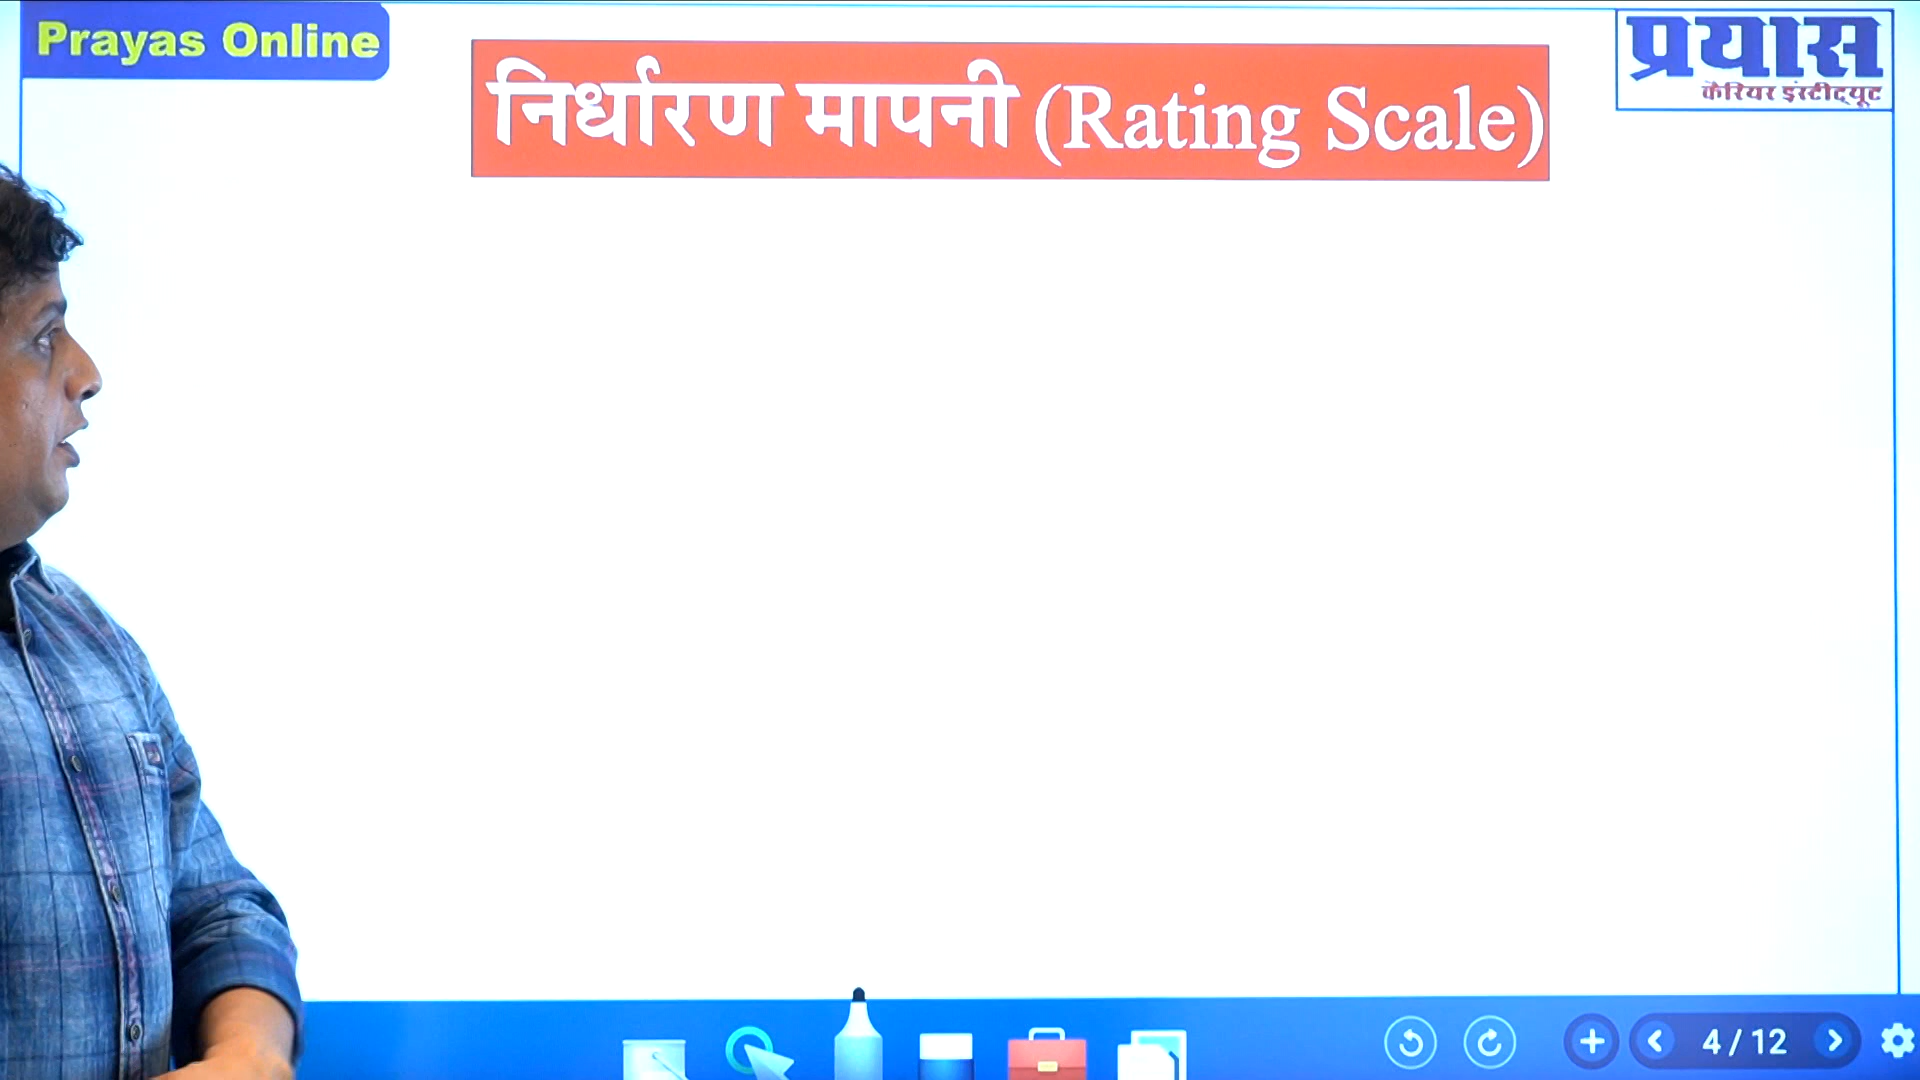 Prayas Online
निर्धारण मापनी (Rating Scale)
प्रयास
कॅरियर इंस्टीट्यूट
4 / 12